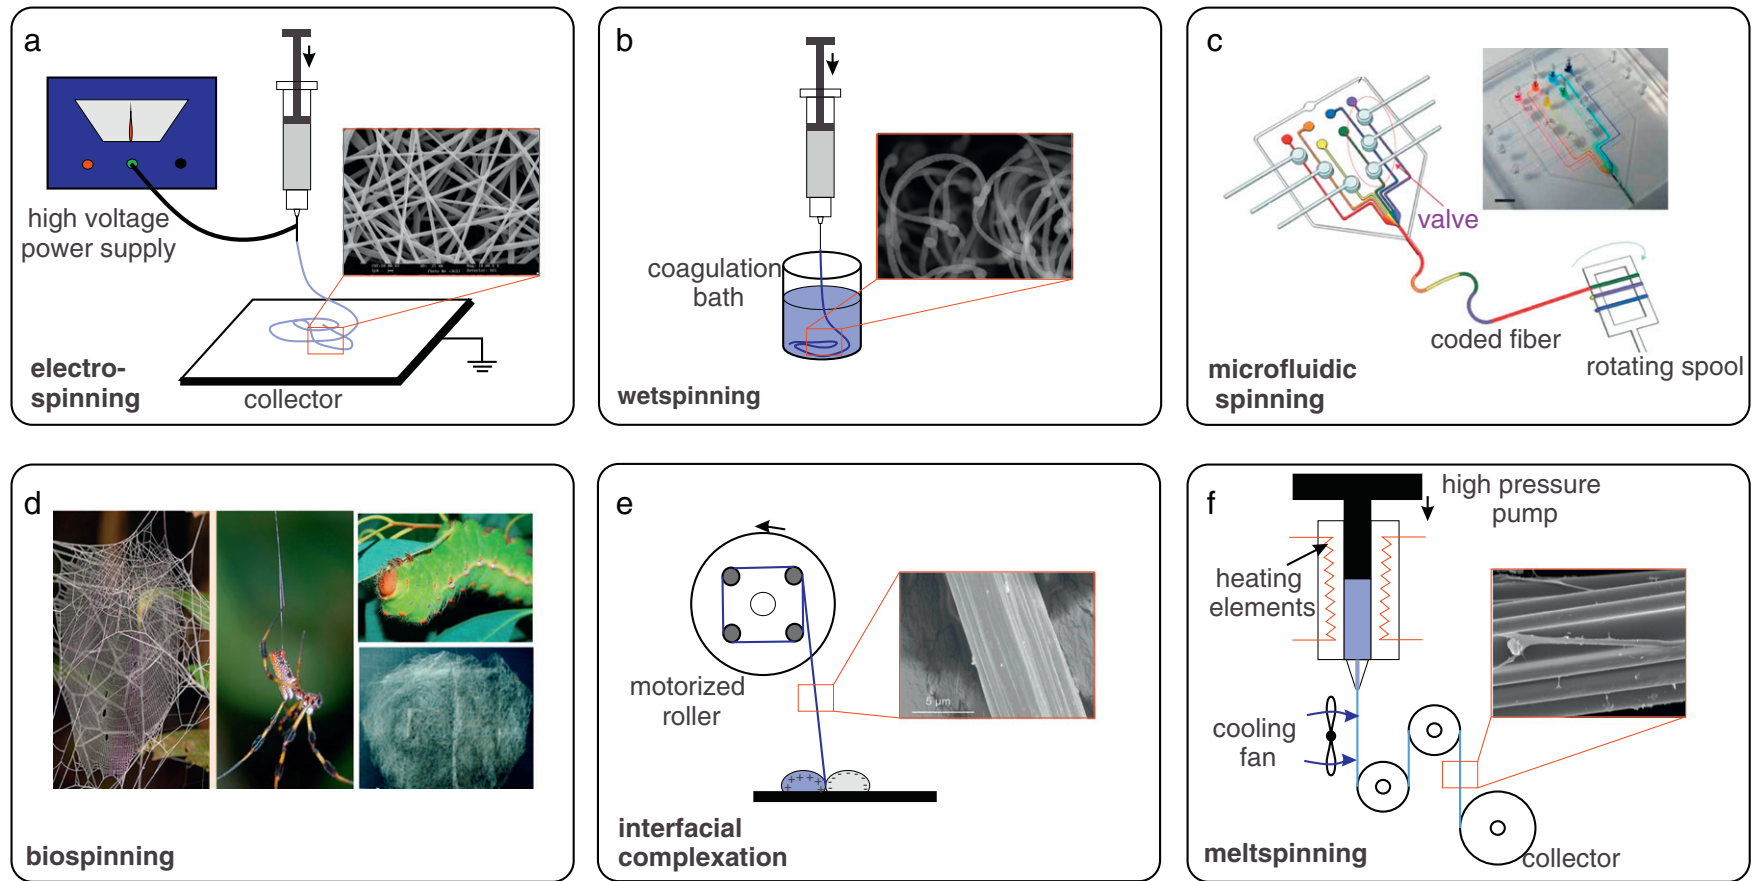 a
high voltage
power supply
electro-
spinning
collector
b
coagulation
bath
wetspinning
c
valve
coded fiber
rotating spool
microfluidic
spinning
d
biospinning
e
motorized
roller
5 µm
interfacial
complexation
f
high pressure
pump
heating
elements
cooling
fan
meltspinning
collector